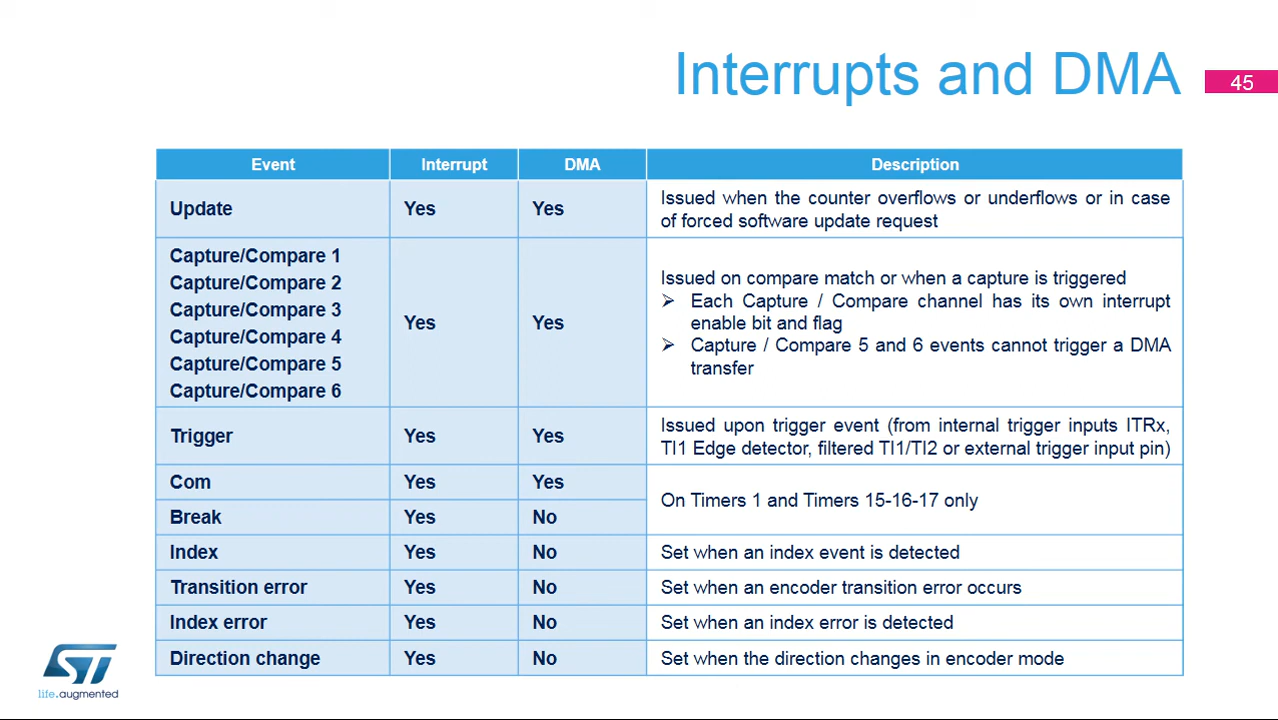 Interrupts and DMA
45
Event Interrupt DMA Description
Update Yes Yes Issued when the counter overflows or underflows or in case
of forced software update request
Capture/Compare 1
Capture/Compare 2
Capture/Compare 3
Capture/Compare 4
Capture/Compare 5
Capture/Compare 6
Yes Yes
Issued on compare match or when a capture is triggered
➢ Each Capture / Compare channel has its own interrupt
enable bit and flag
➢ Capture / Compare 5 and 6 events cannot trigger a DMA
transfer
Trigger Yes Yes Issued upon trigger event (from internal trigger inputs ITRx,
TI1 Edge detector, filtered TI1/TI2 or external trigger input pin)
Com Yes Yes
On Timers 1 and Timers 15-16-17 only
Break Yes No
Index Yes No Set when an index event is detected
Transition error Yes No Set when an encoder transition error occurs
Index error Yes No Set when an index error is detected
Direction change Yes No Set when the direction changes in encoder mode
ST
life.augmented